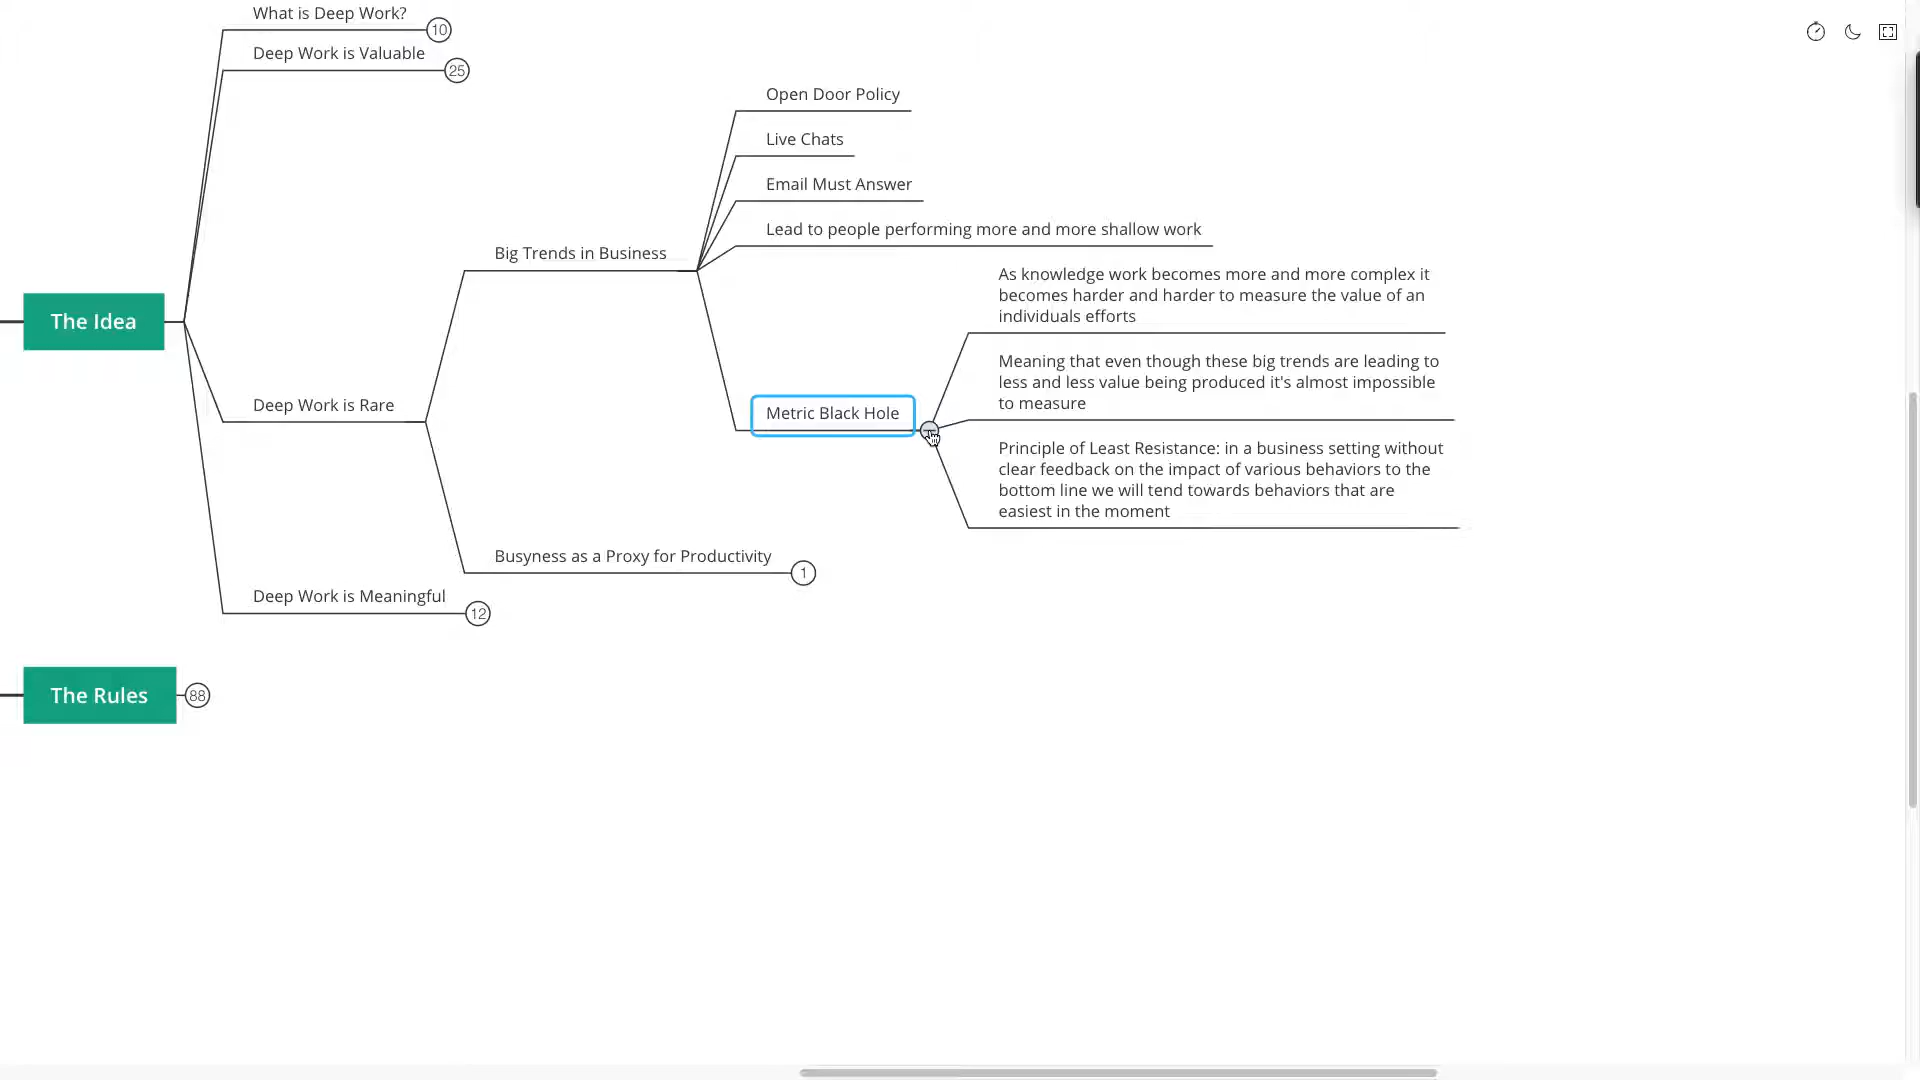 What is Deep Work?
10
Deep Work is Valuable
25
Open Door Policy
Live Chats
Email Must Answer
Lead to people performing more and more shallow work
Big Trends in Business
As knowledge work becomes more and more complex it
becomes harder and harder to measure the value of an
individuals efforts
The Idea
Meaning that even though these big trends are leading to
less and less value being produced it's almost impossible
to measure
Deep Work is Rare
Metric Black Hole
Principle of Least Resistance: in a business setting without
clear feedback on the impact of various behaviors to the
bottom line we will tend towards behaviors that are
easiest in the moment
Busyness as a Proxy for Productivity
1
Deep Work is Meaningful
12
The Rules
88